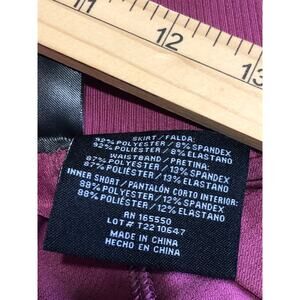 11
12
13
SKIRT / FALDA:
92% POLYESTER / 8% SPANDEX
92% POLIÉSTER / 8% ELASTANO
WAISTBAND / PRETINA:
87% POLYESTER / 13% SPANDEX
87% POLIÉSTER / 13% ELASTANO
INNER SHORT / PANTALÓN CORTO INTERIOR:
88% POLYESTER / 12% SPANDEX
88% POLIÉSTER / 12% ELASTANO
RN 165550
LOT # T2210647
MADE IN CHINA
HECHO EN CHINA